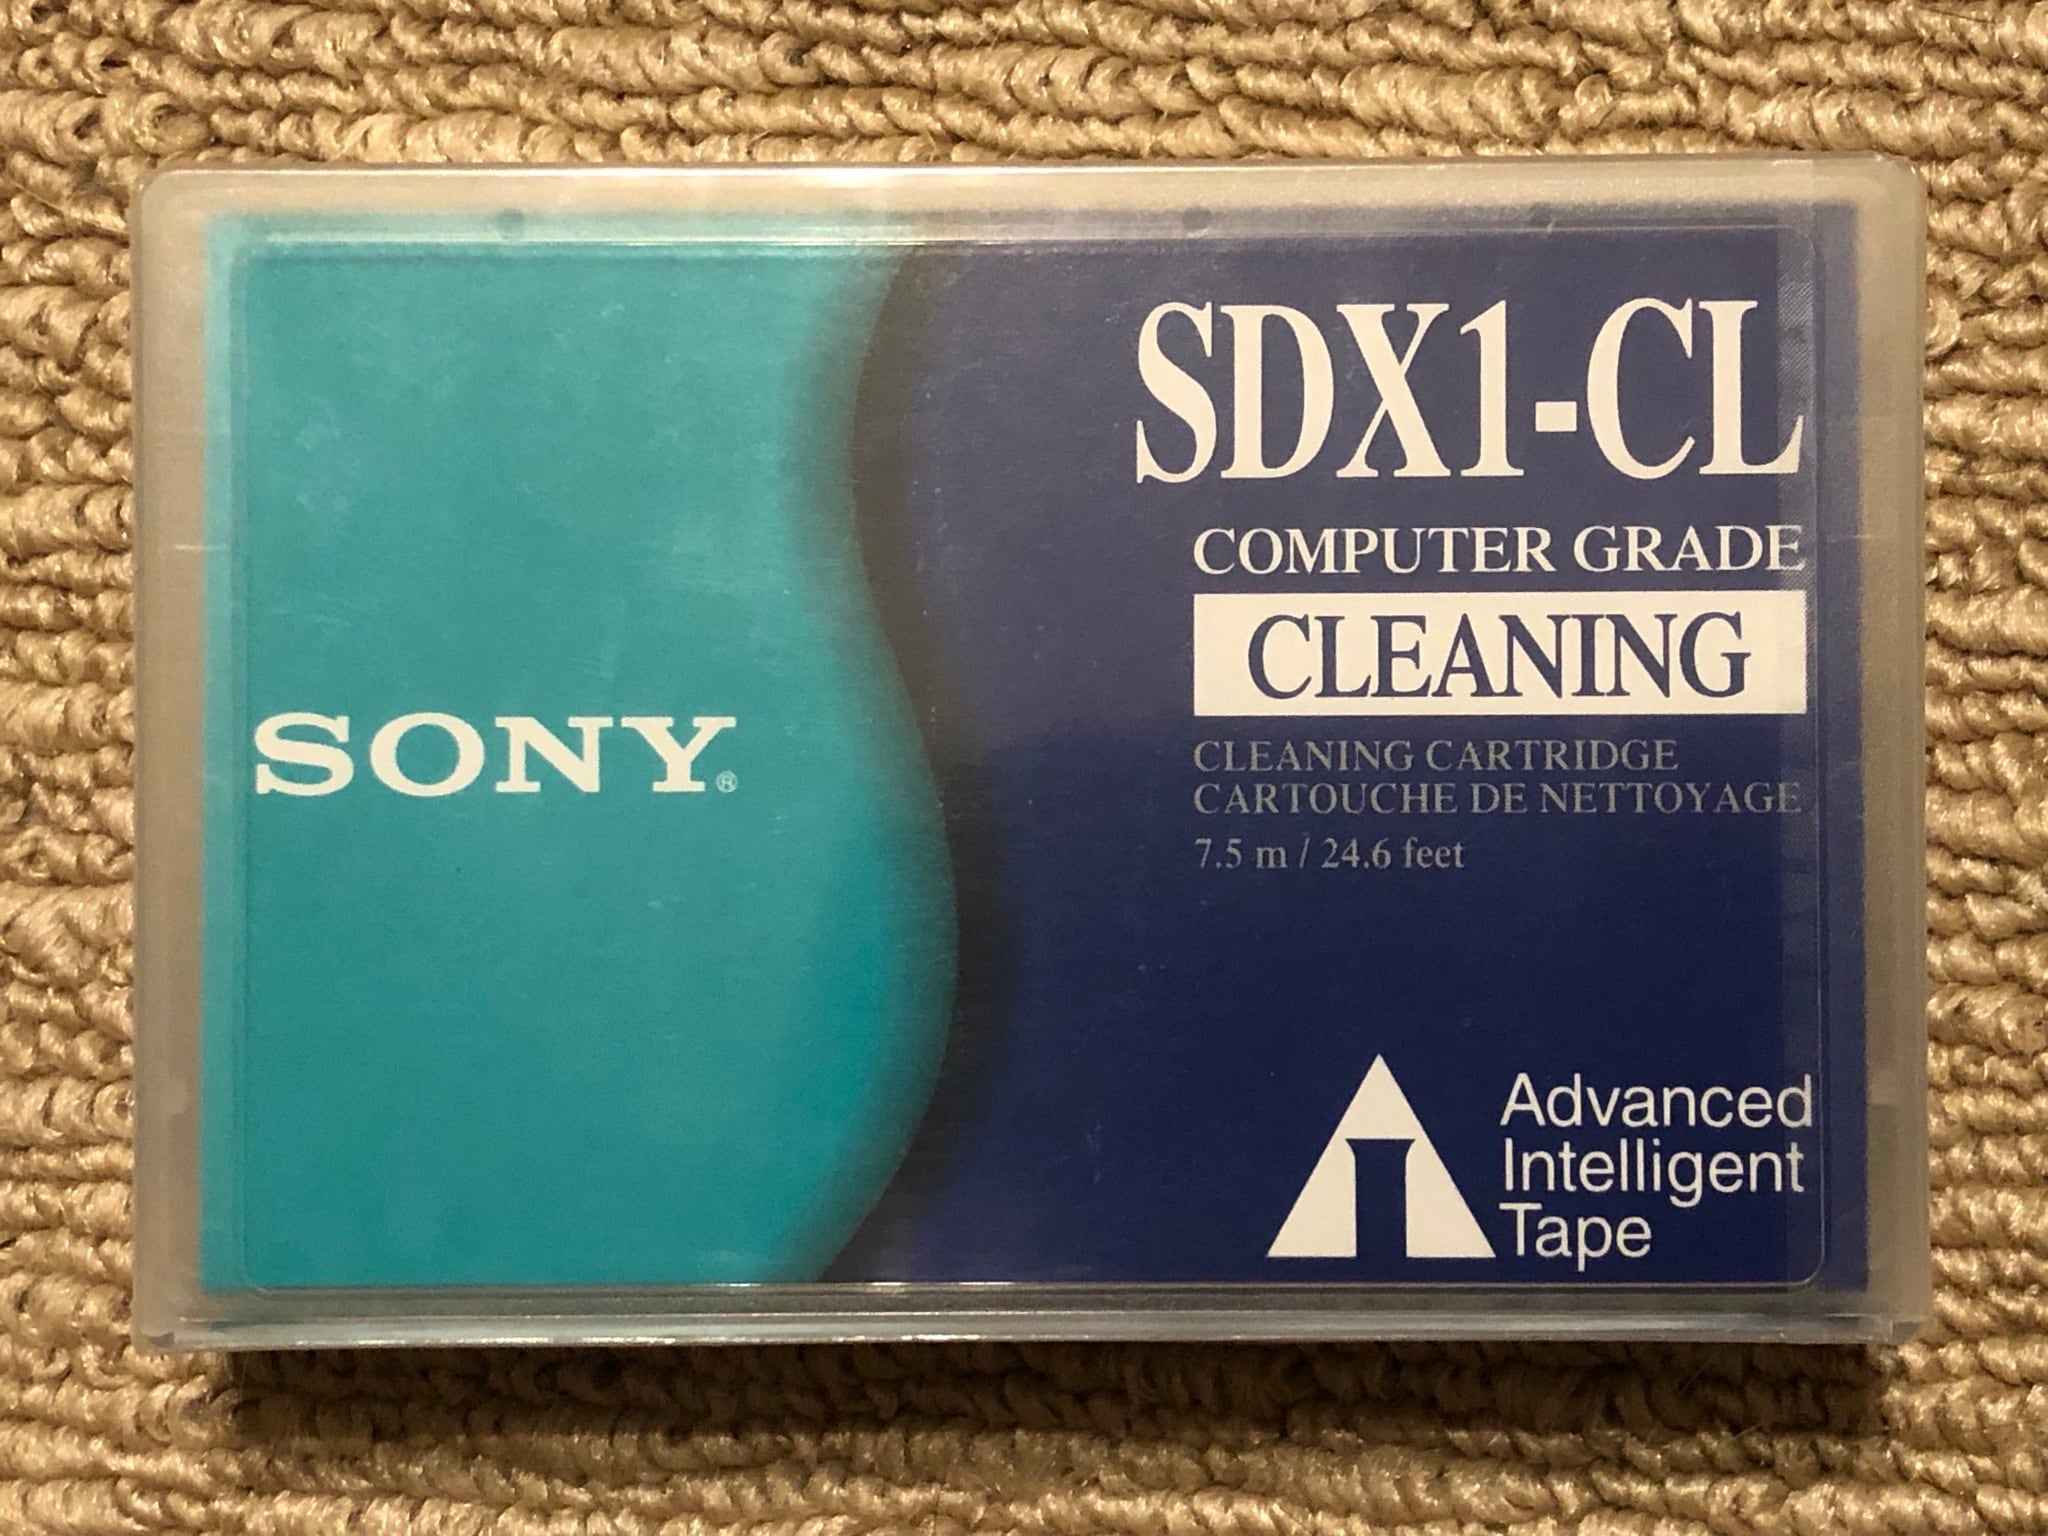 SONY®
SDX1-CL
COMPUTER GRADE
CLEANING
CLEANING CARTRIDGE
CARTOUCHE DE NETTOYAGE
7.5 m / 24.6 feet
Advanced
Intelligent
Tape